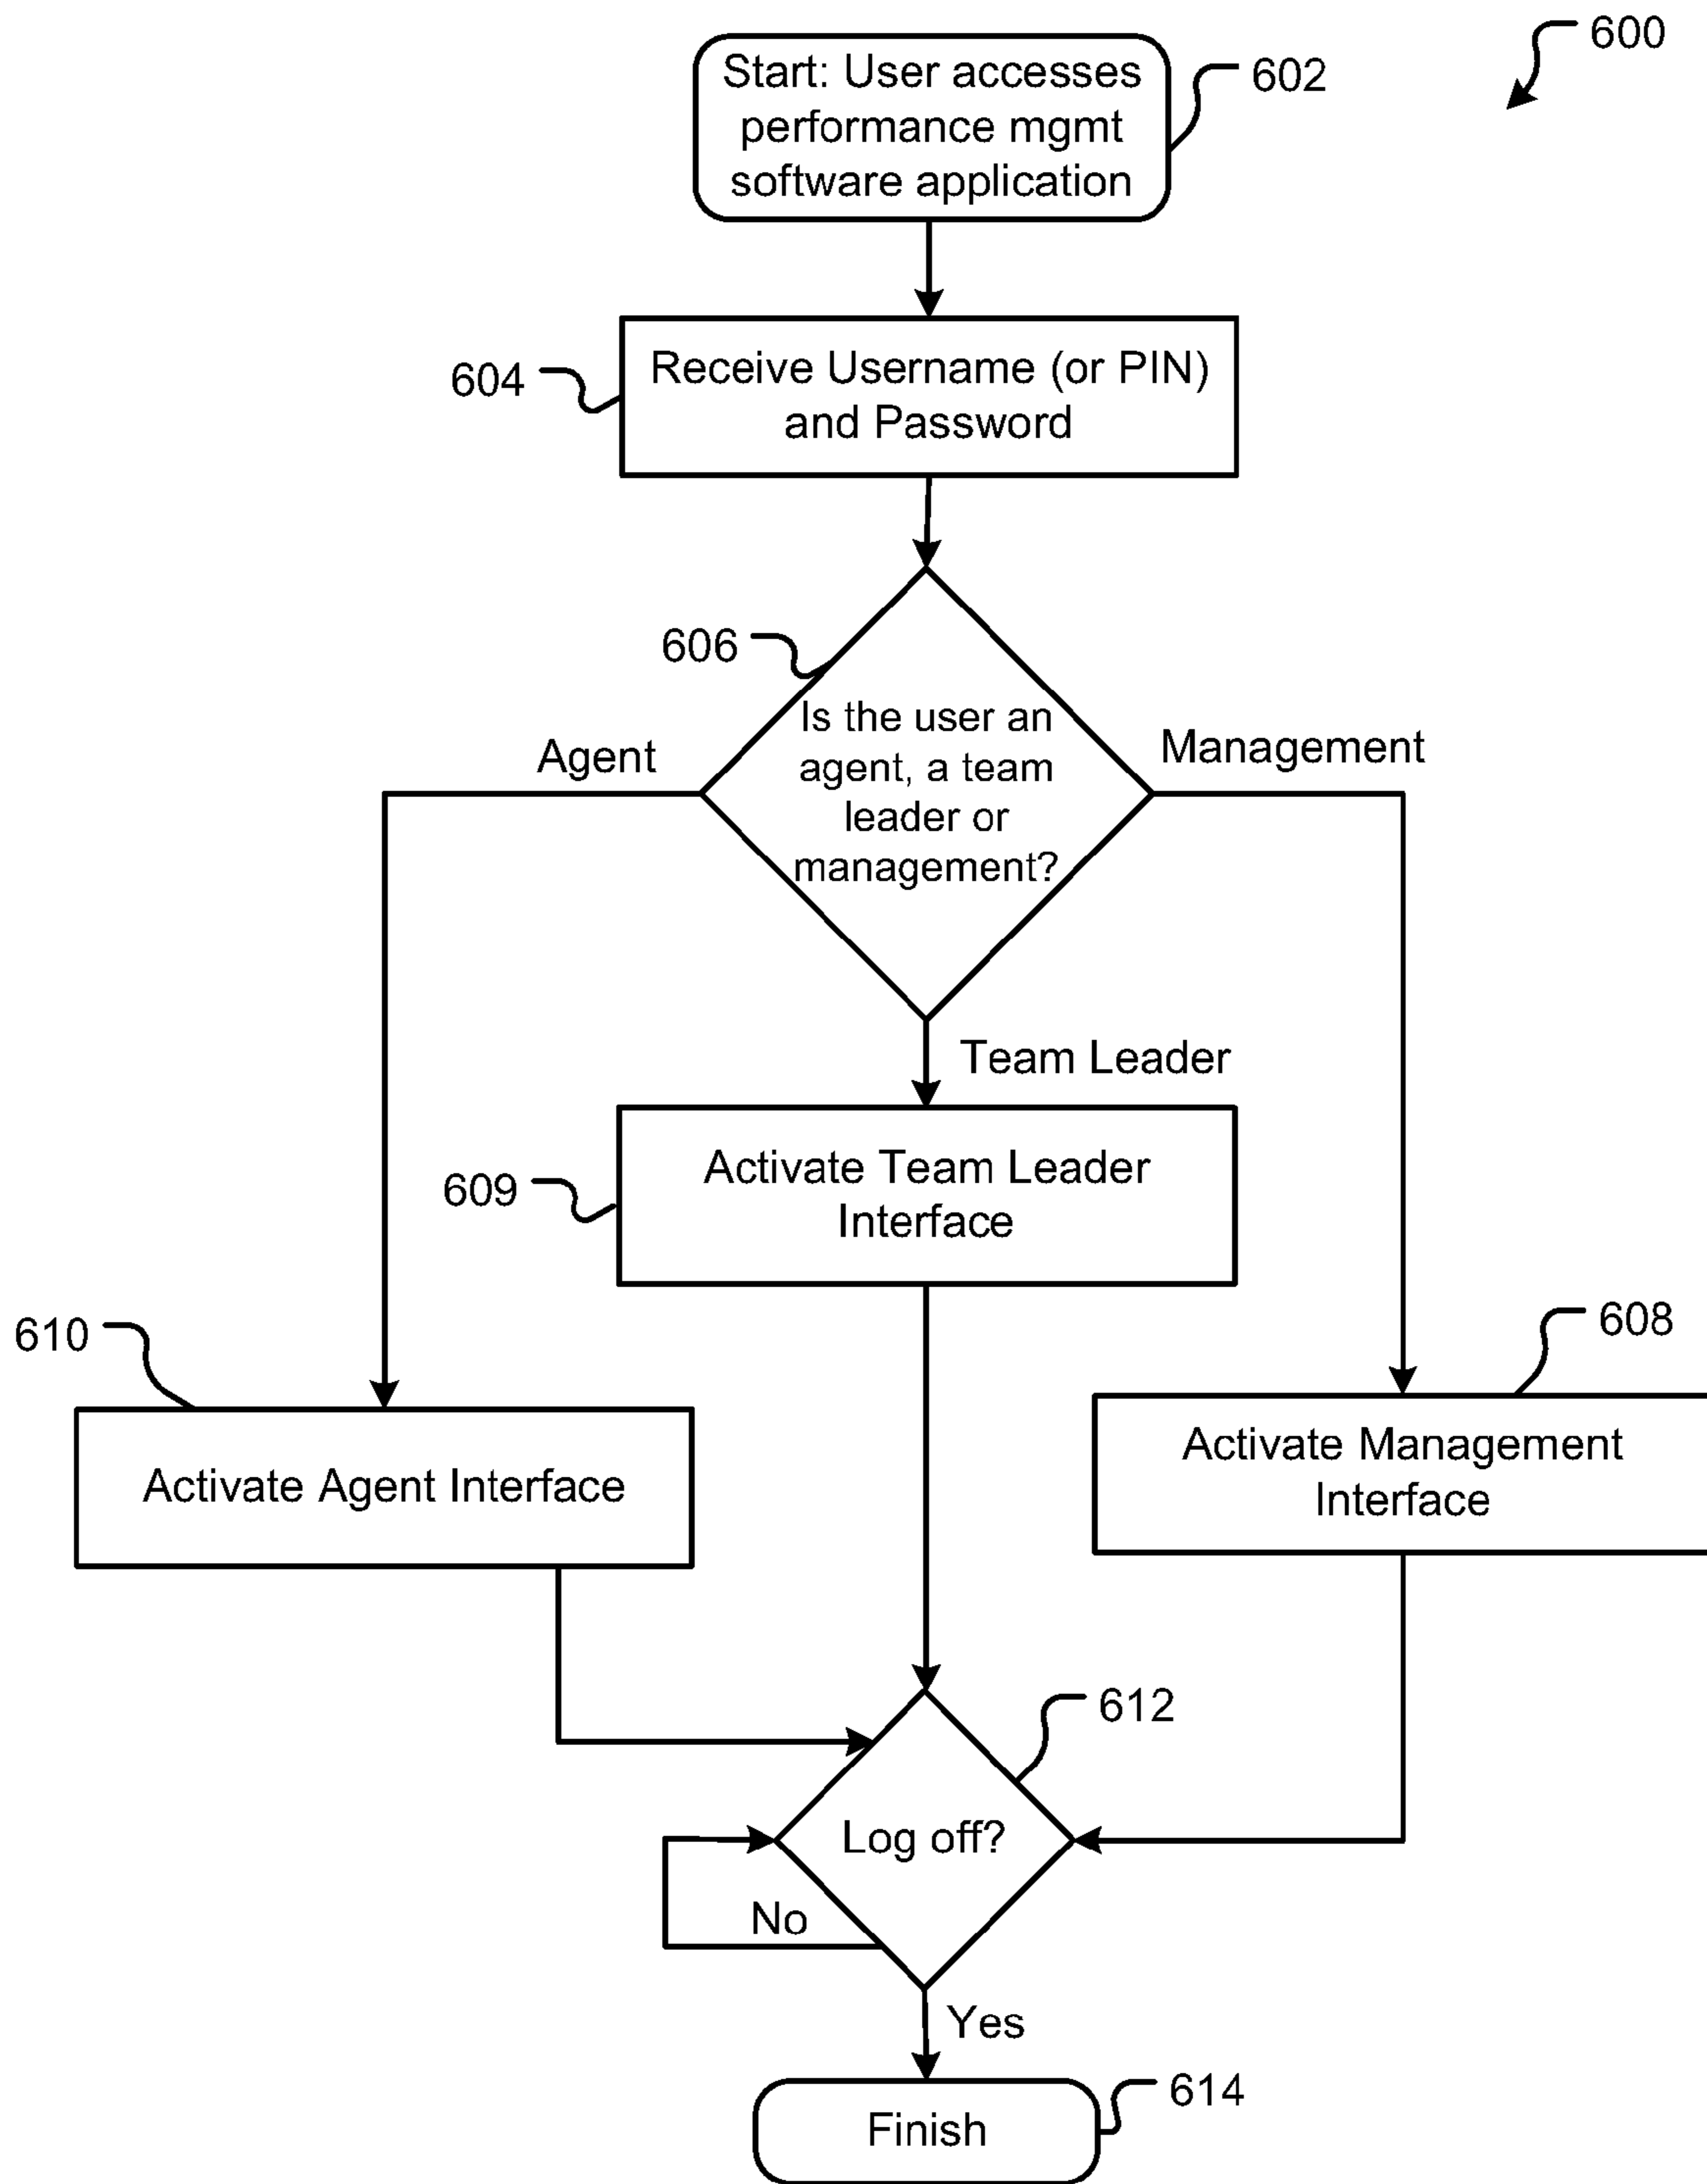 600
Start: User accesses
performance mgmt
software application
602
604
Receive Username (or PIN)
and Password
606
Is the user an
agent, a team
leader or
management?
Agent
Management
Team Leader
609
Activate Team Leader
Interface
610
Activate Agent Interface
608
Activate Management
Interface
612
Log off?
No
Yes
614
Finish